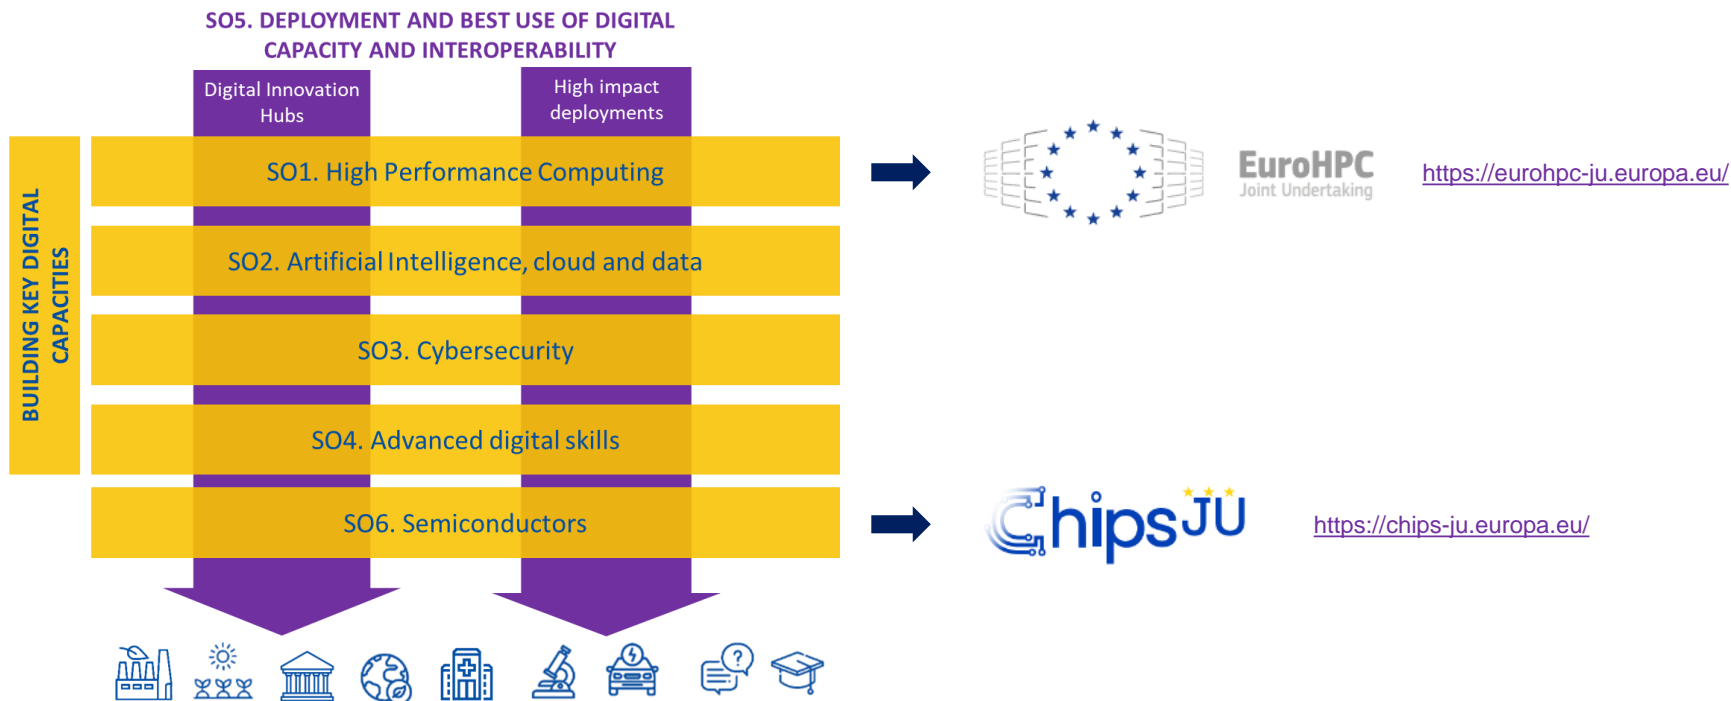 SO5. DEPLOYMENT AND BEST USE OF DIGITAL
CAPACITY AND INTEROPERABILITY
Digital Innovation
Hubs
High impact
deployments
BUILDING KEY DIGITAL
CAPACITIES
SO1. High Performance Computing
EuroHPC
Joint Undertaking
https://eurohpc-ju.europa.eu/
SO2. Artificial Intelligence, cloud and data
SO3. Cybersecurity
SO4. Advanced digital skills
SO6. Semiconductors
Chips JU
https://chips-ju.europa.eu/
?